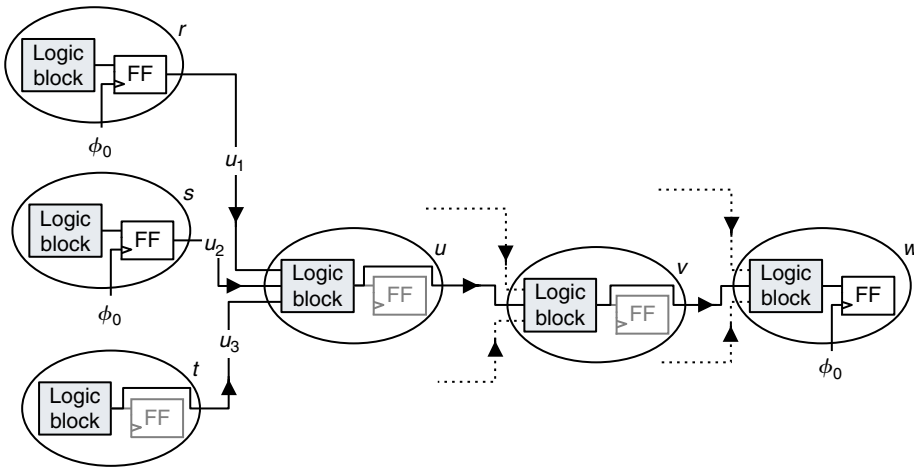 r
Logic
block
FF
ϕ0
u1
s
Logic
block
FF
u2
ϕ0
u
Logic
block
FF
v
Logic
block
FF
w
Logic
block
FF
ϕ0
u3
t
Logic
block
FF